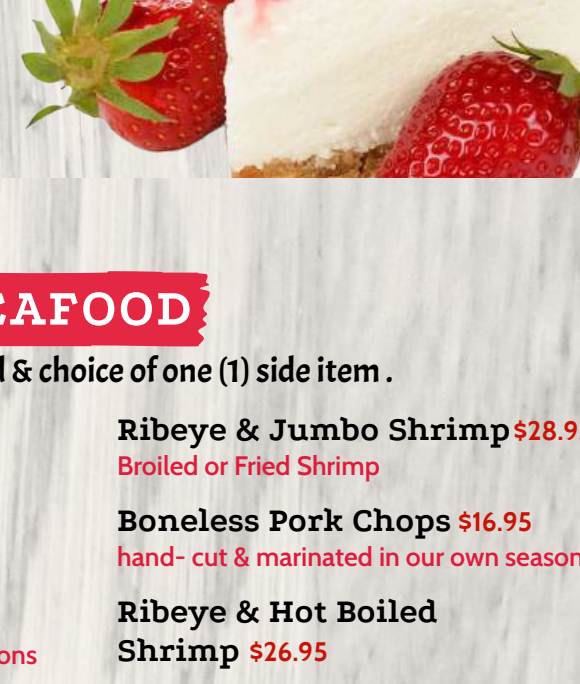 EAFOOD
& choice of one (1) side item .
Ribeye & Jumbo Shrimp $28.9
Broiled or Fried Shrimp
Boneless Pork Chops $16.95
hand- cut & marinated in our own season
Ribeye & Hot Boiled
Shrimp $26.95
ons